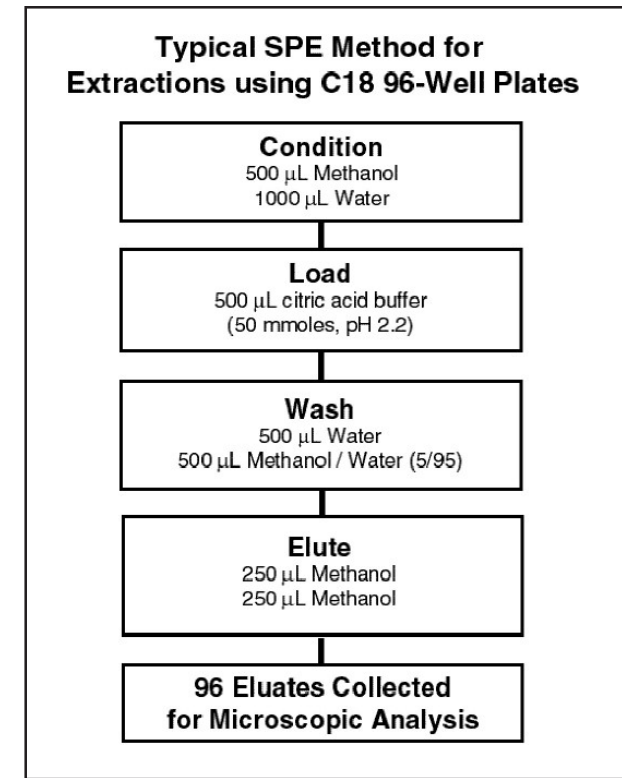 Typical SPE Method for
Extractions using C18 96-Well Plates
Condition
500 µL Methanol
1000 µL Water
Load
500 µL citric acid buffer
(50 mmoles, pH 2.2)
Wash
500 µL Water
500 µL Methanol / Water (5/95)
Elute
250 µL Methanol
250 µL Methanol
96 Eluates Collected
for Microscopic Analysis